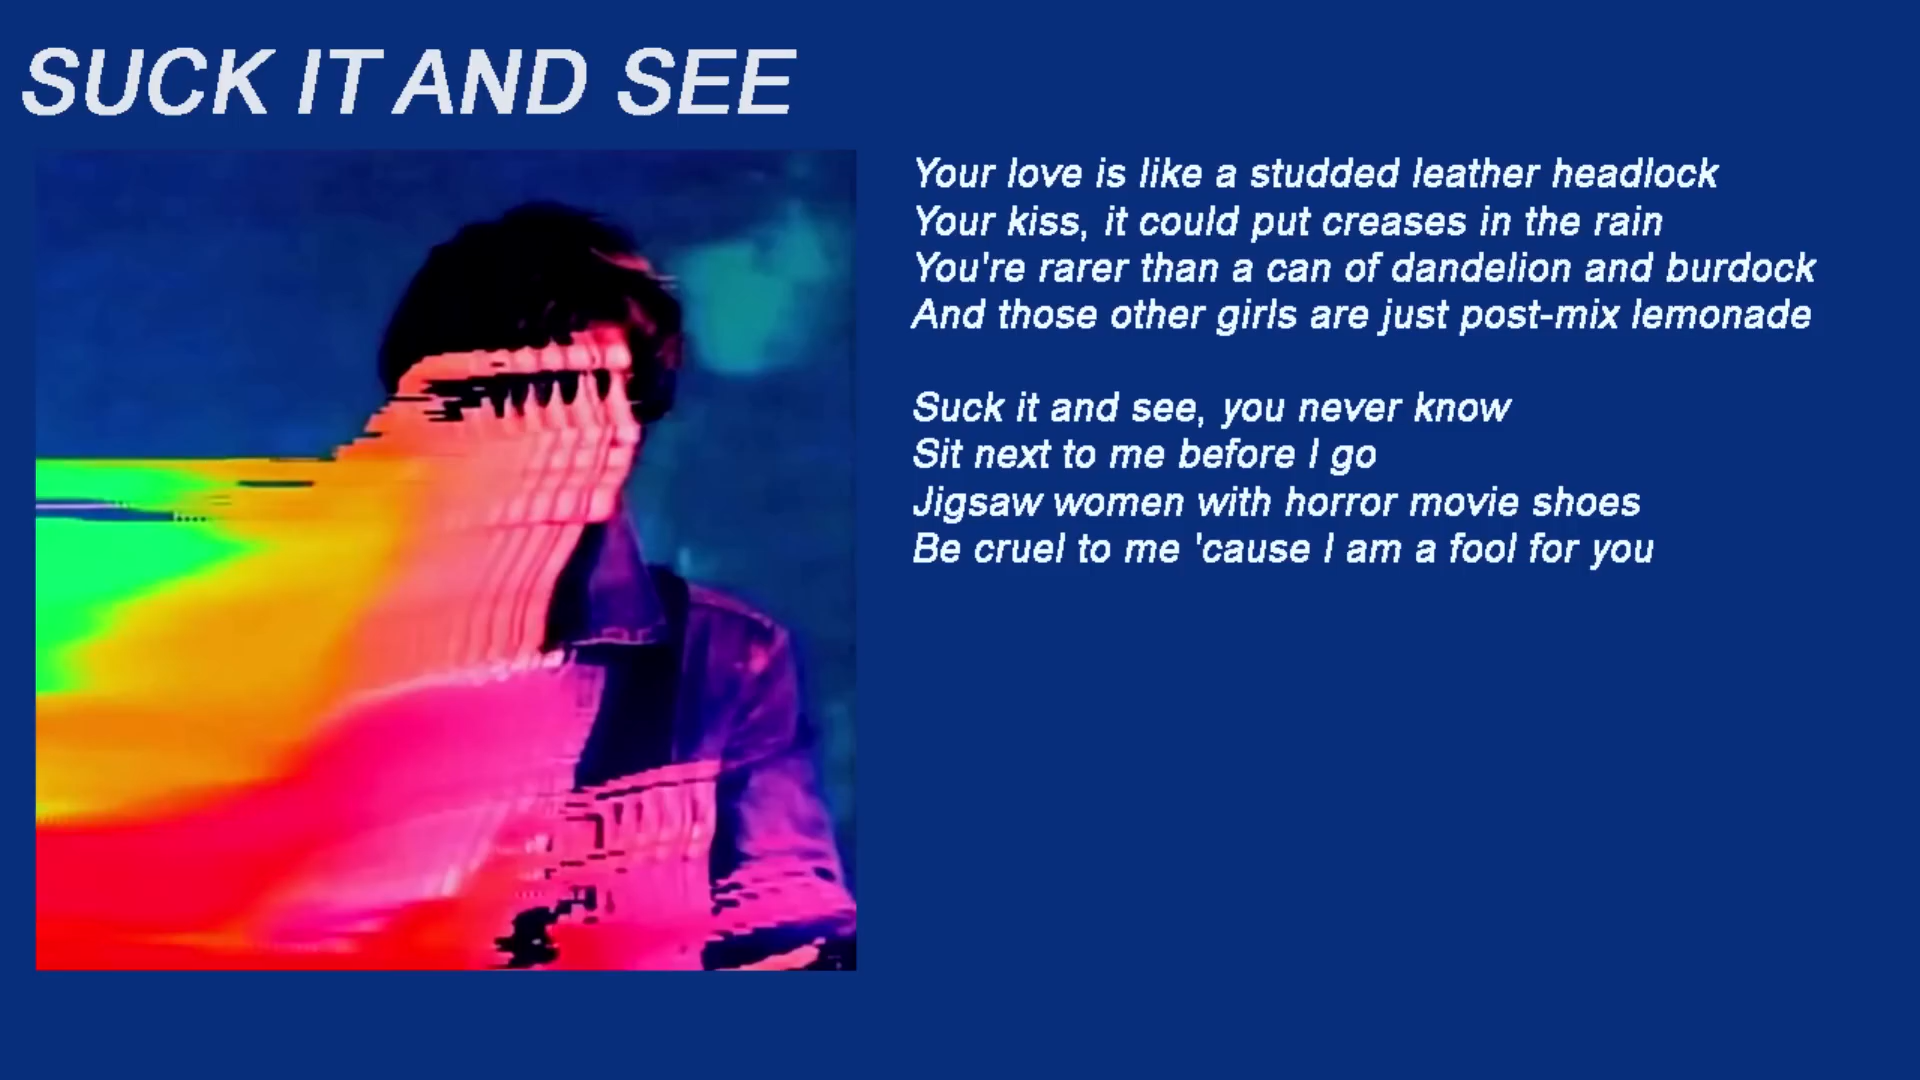 SUCK IT AND SEE
Your love is like a studded leather headlock
Your kiss, it could put creases in the rain
You're rarer than a can of dandelion and burdock
And those other girls are just post-mix lemonade
Suck it and see, you never know
Sit next to me before I go
Jigsaw women with horror movie shoes
Be cruel to me 'cause I am a fool for you